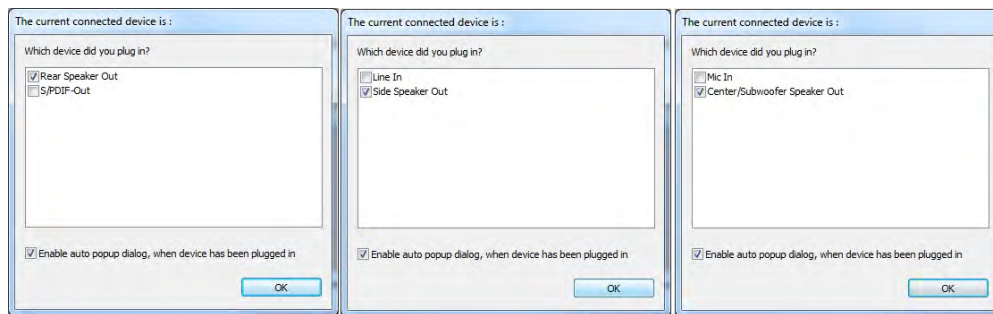 The current connected device is :
Which device did you plug in?
Rear Speaker Out
S/PDIF-Out
Enable auto popup dialog, when device has been plugged in
OK
The current connected device is :
Which device did you plug in?
Line In
Side Speaker Out
Enable auto popup dialog, when device has been plugged in
OK
The current connected device is :
Which device did you plug in?
Mic In
Center/Subwoofer Speaker Out
Enable auto popup dialog, when device has been plugged in
OK